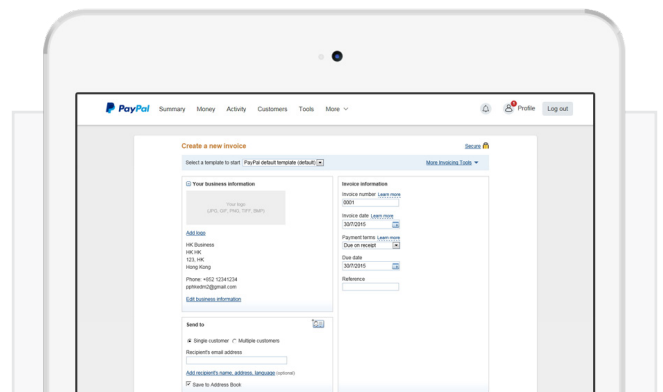 PayPal Summary Money Activity Customers Tools More Profile Log out
Create a new invoice Secure
Select a template to start PayPal default template (default) More Invoicing Tools
Your business information
Your logo
(JPG, GIF, PNG, TIFF, BMP)
Add logo
HK Business
HK HK
123, HK
Hong Kong
Phone: +852 12341234
pphkedm2@gmail.com
Edit business information
Invoice information
Invoice number Learn more
0001
Invoice date Learn more
30/7/2015
Payment terms Learn more
Due on receipt
Due date
30/7/2015
Reference
Send to
Single customer Multiple customers
Recipient's email address
Add recipient's name, address, language (optional)
Save to Address Book